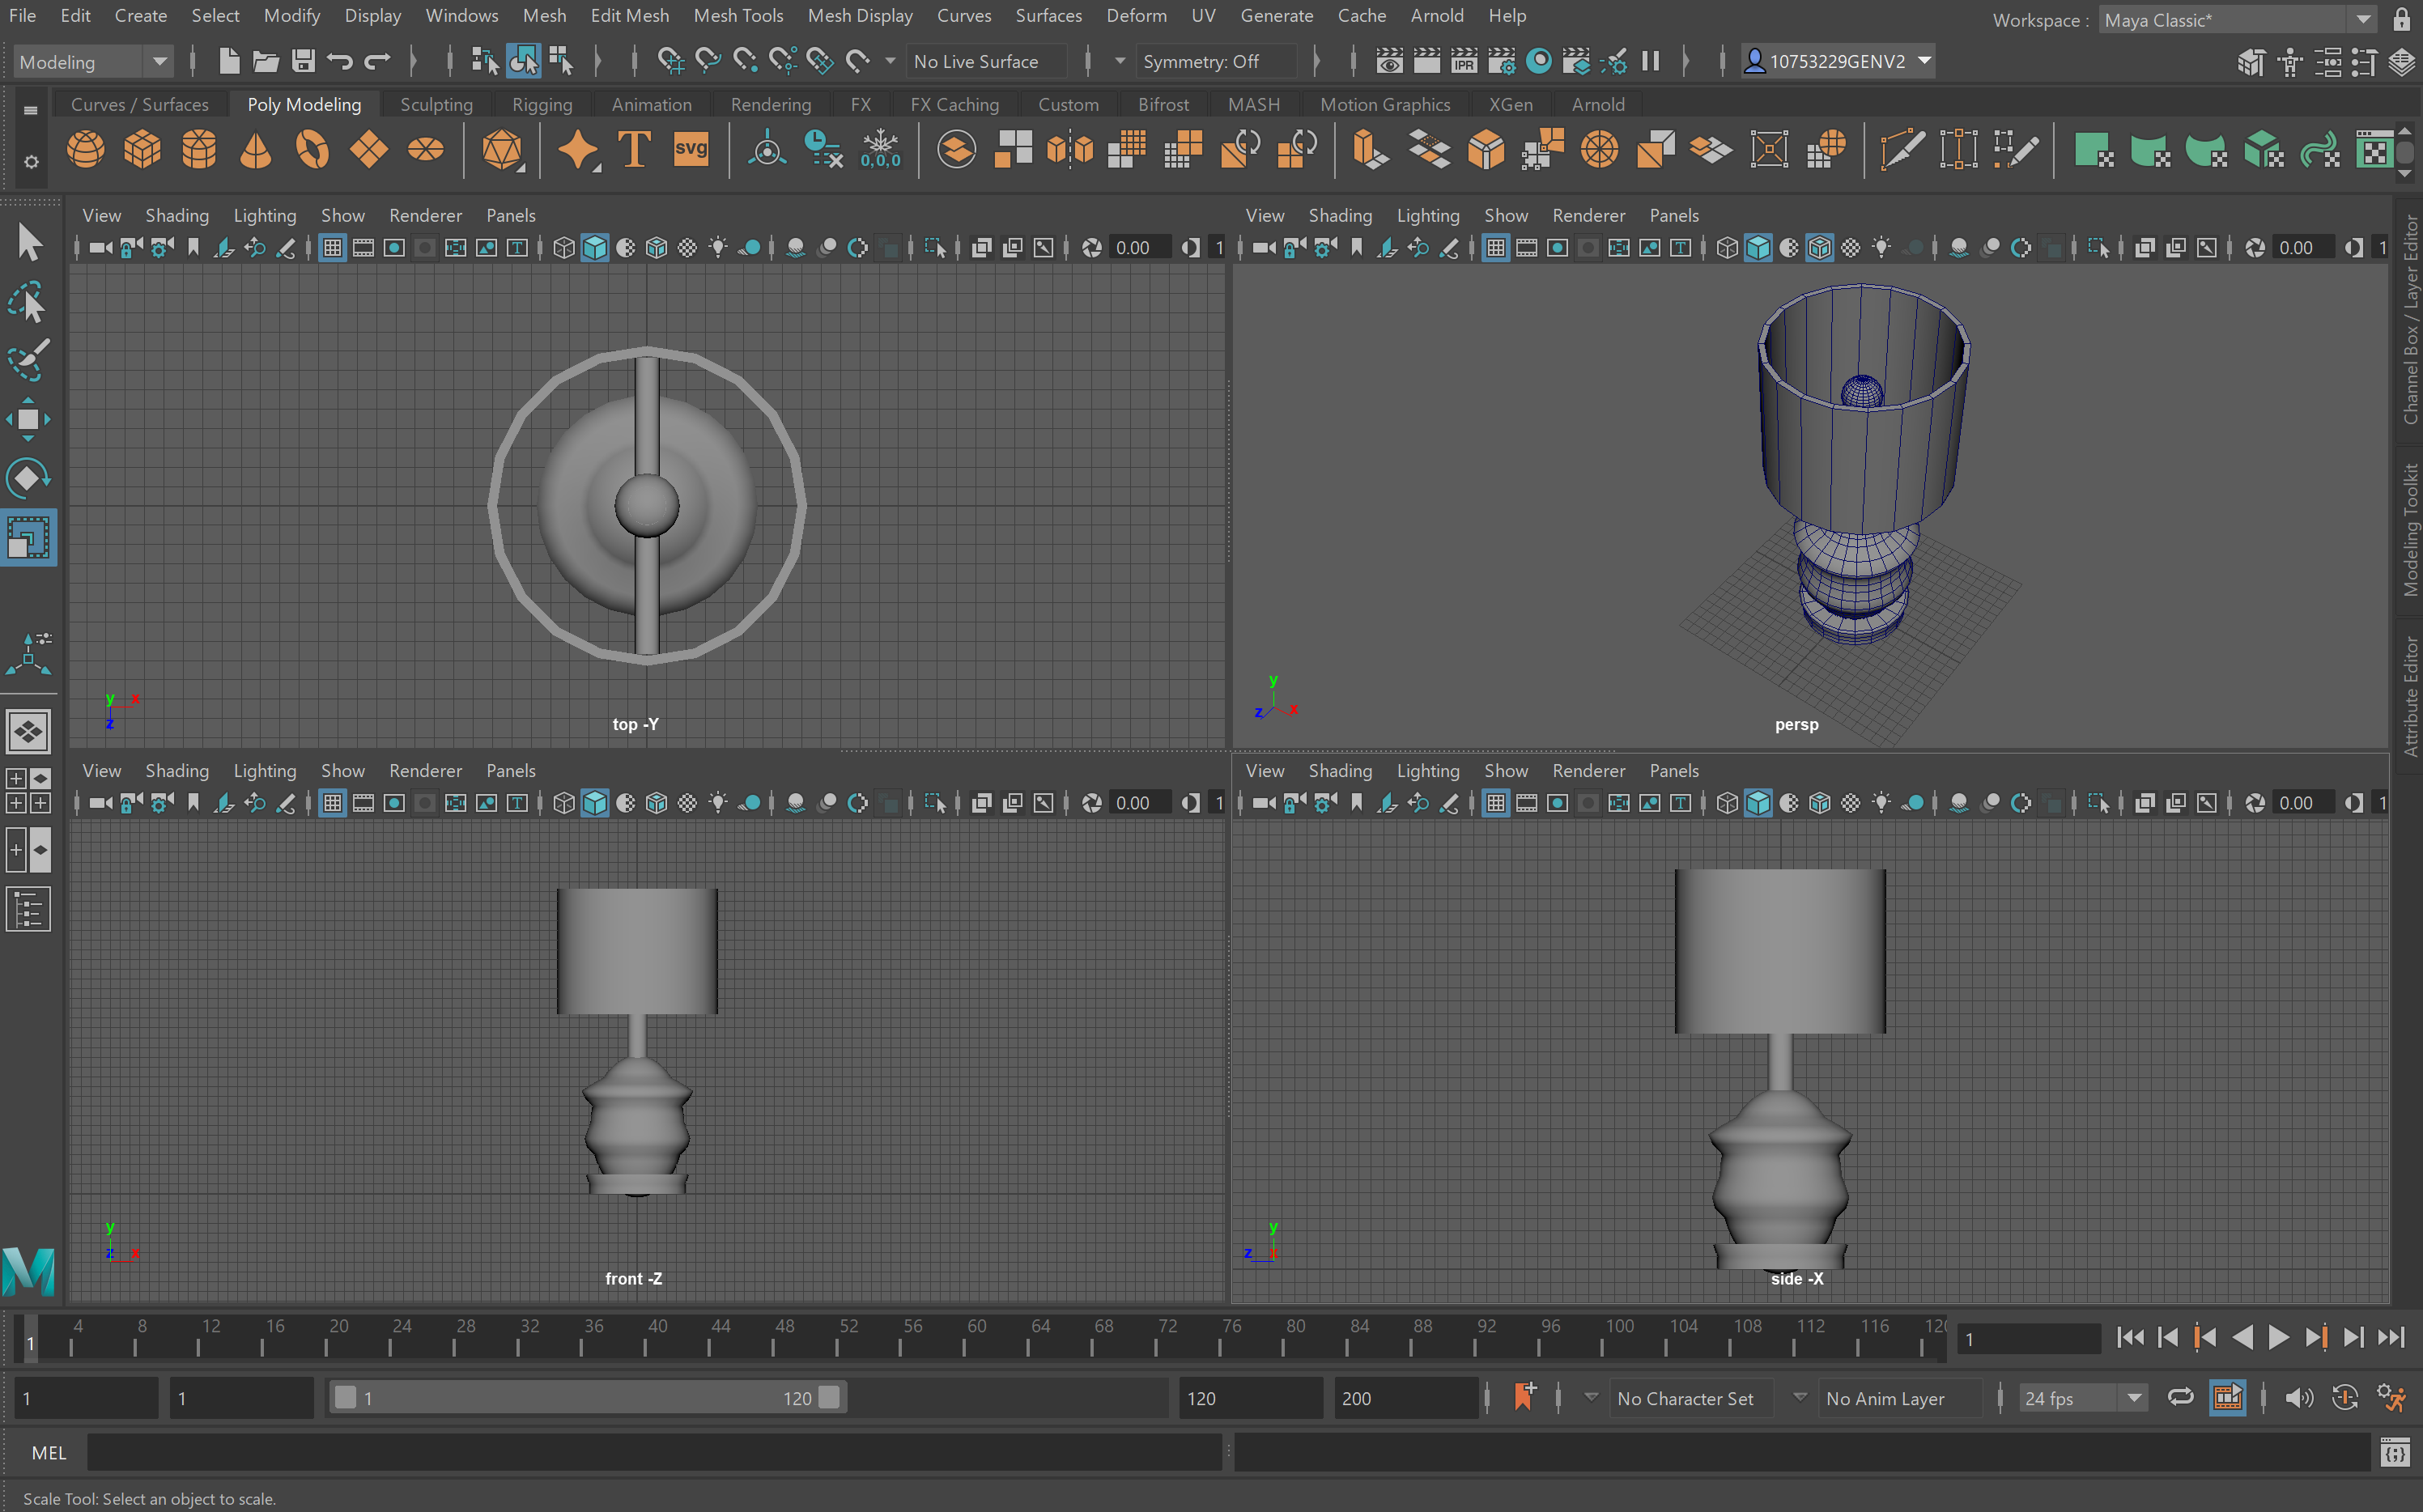 File Edit Create Select Modify Display Windows Mesh Edit Mesh Mesh Tools Mesh Display Curves Surfaces Deform UV Generate Cache Arnold Help Workspace : Maya Classic*
Modeling No Live Surface Symmetry: Off IPR 10753229GENV2
Curves / Surfaces Poly Modeling Sculpting Rigging Animation Rendering FX FX Caching Custom Bifrost MASH Motion Graphics XGen Arnold
T svg 0,0,0
View Shading Lighting Show Renderer Panels
T 0.00 1
y x
z
top -Y
View Shading Lighting Show Renderer Panels
T 0.00 1
y
z x
persp
Channel Box / Layer Editor
Modeling Toolkit
Attribute Editor
View Shading Lighting Show Renderer Panels
T 0.00 1
y
z x
front -Z
View Shading Lighting Show Renderer Panels
T 0.00 1
y
z x
side -X
M
1 4 8 12 16 20 24 28 32 36 40 44 48 52 56 60 64 68 72 76 80 84 88 92 96 100 104 108 112 116 120 1
1 1 1 120 120 200 No Character Set No Anim Layer 24 fps
MEL
Scale Tool: Select an object to scale.